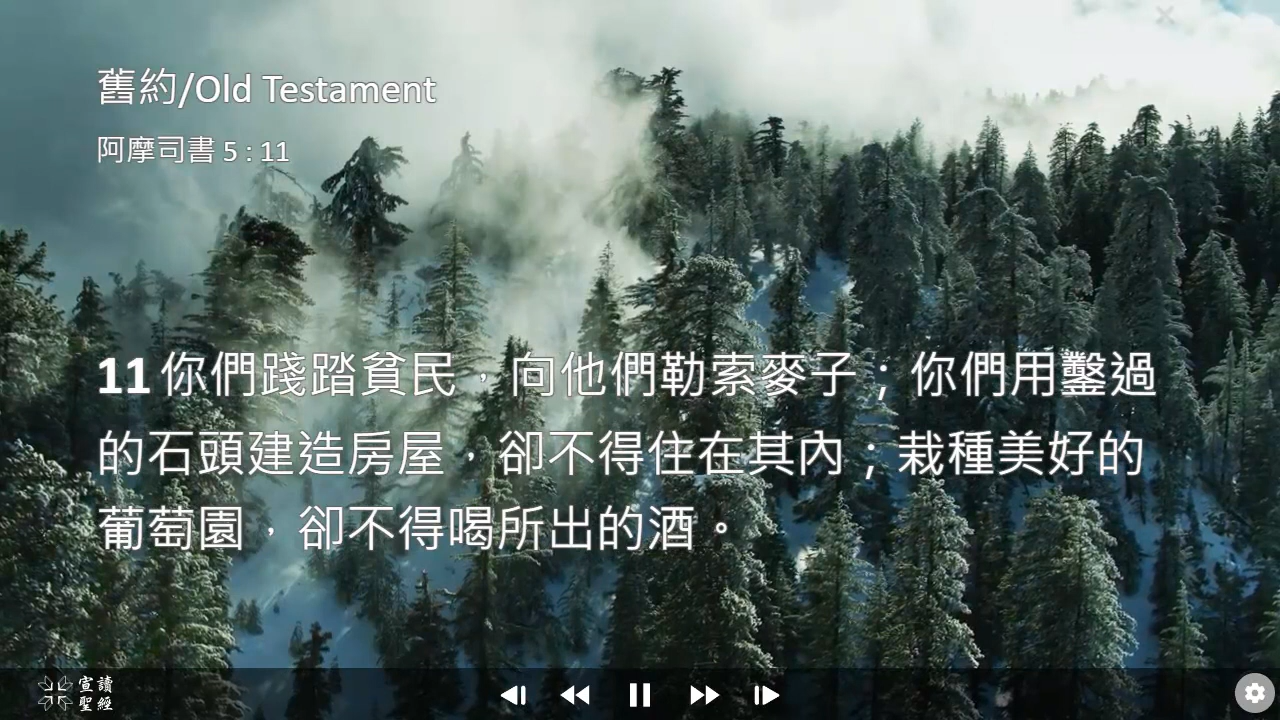 舊約/Old Testament
阿摩司書 5 : 11
11 你們踐踏貧民，向他們勒索麥子；你們用鑿過
的石頭建造房屋，卻不得住在其內；栽種美好的
葡萄園，卻不得喝所出的酒。
宣讀
聖經